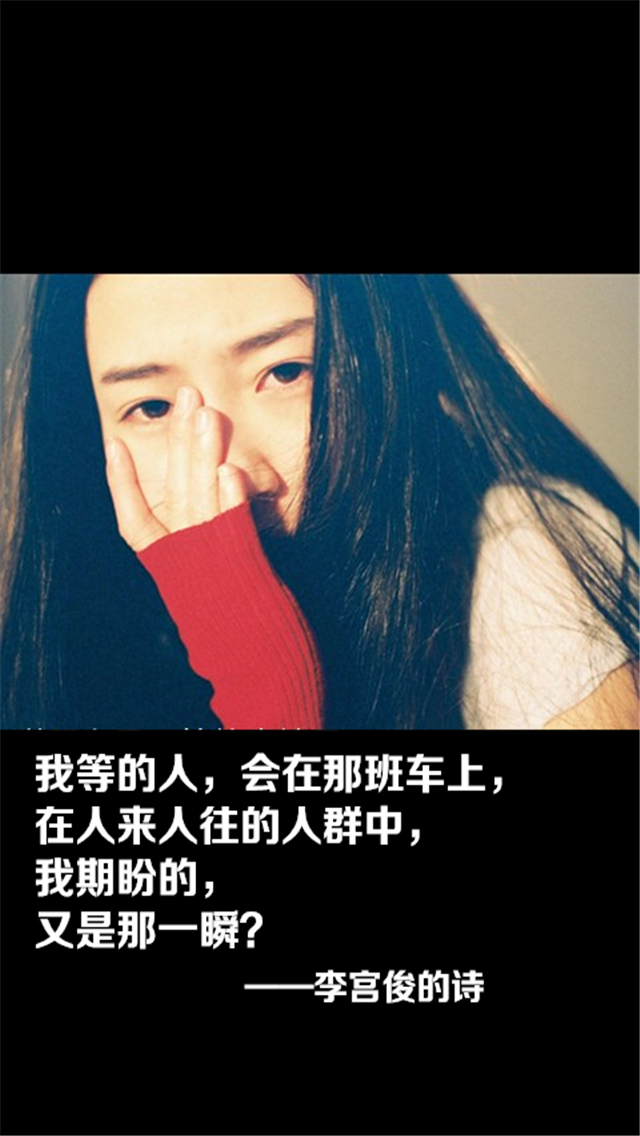 我等的人，会在那班车上，
在人来人往的人群中，
我期盼的，
又是那一瞬？
——李宫俊的诗